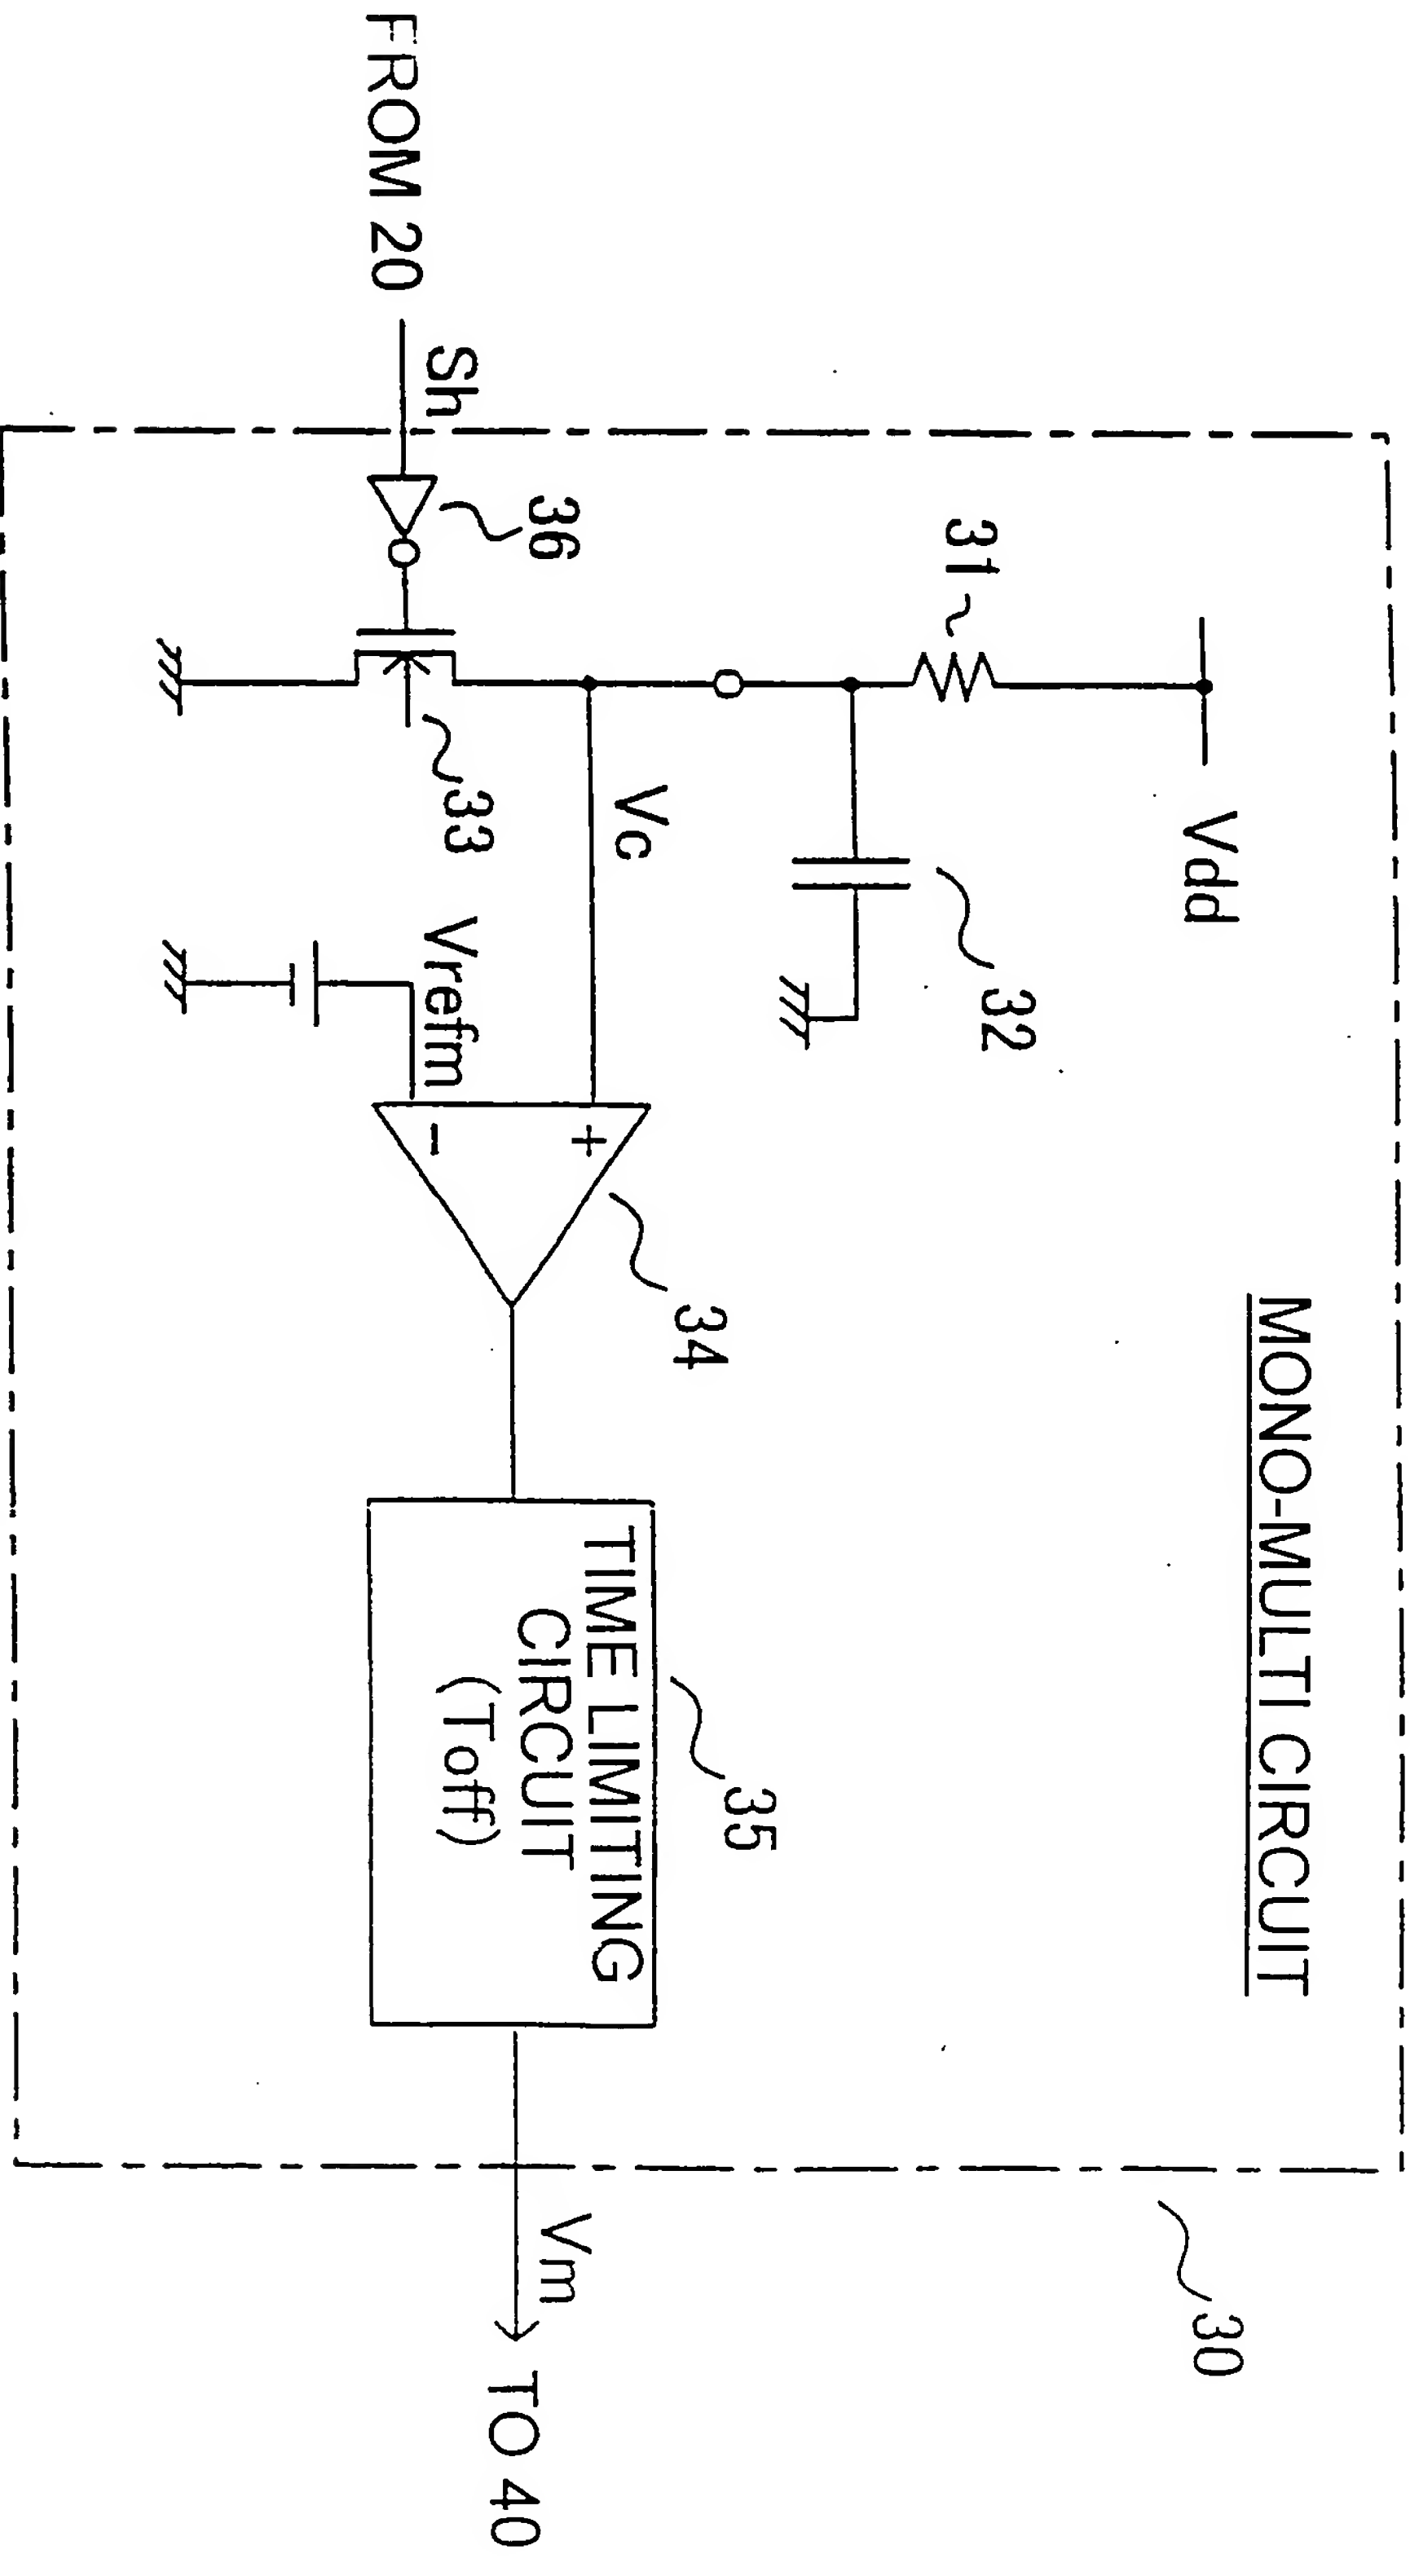 MONO-MULTI CIRCUIT
30
Vdd
31
32
Vc
36
Sh
FROM 20
33
Vrefm
+
-
34
35
TIME LIMITING
CIRCUIT
(Toff)
Vm
TO 40